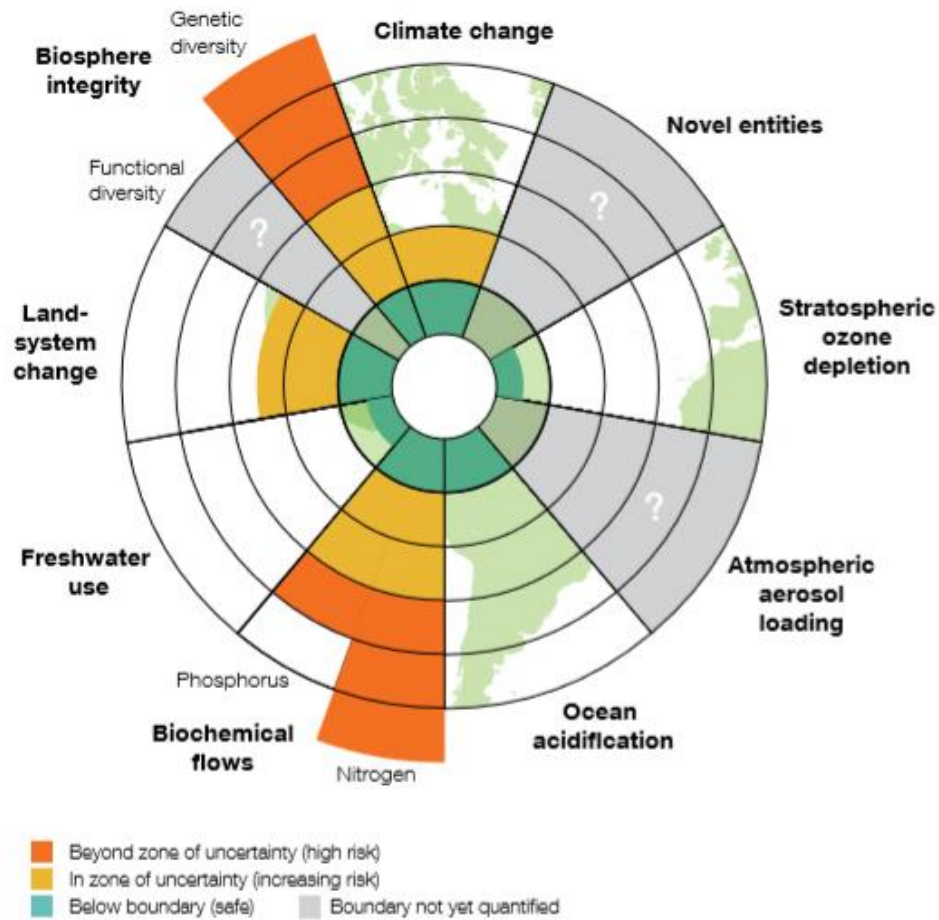 Genetic
diversity
Climate change
Biosphere
integrity
Novel entities
Functional
diversity
?
?
Land-
system
change
Stratospheric
ozone
depletion
?
Freshwater
use
Atmospheric
aerosol
loading
Phosphorus
Ocean
acidification
Biochemical
flows
Nitrogen
Beyond zone of uncertainty (high risk)
In zone of uncertainty (increasing risk)
Below boundary (safe)
Boundary not yet quantified